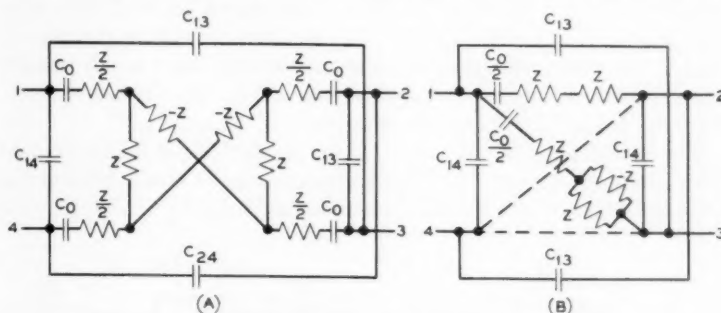 C13
C0 Z/2 Z/2 C0
1 -Z -Z 2
C14 Z Z C13
4 C0 Z/2 Z/2 C0 3
C24
(A)
C13
1 C0/2 Z Z 2
C14 C0/2 Z -Z C14
Z
4 3
C13
(B)